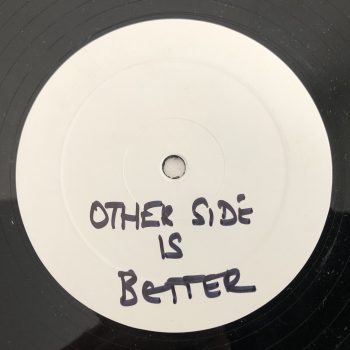 OTHER SIDE
IS
BETTER